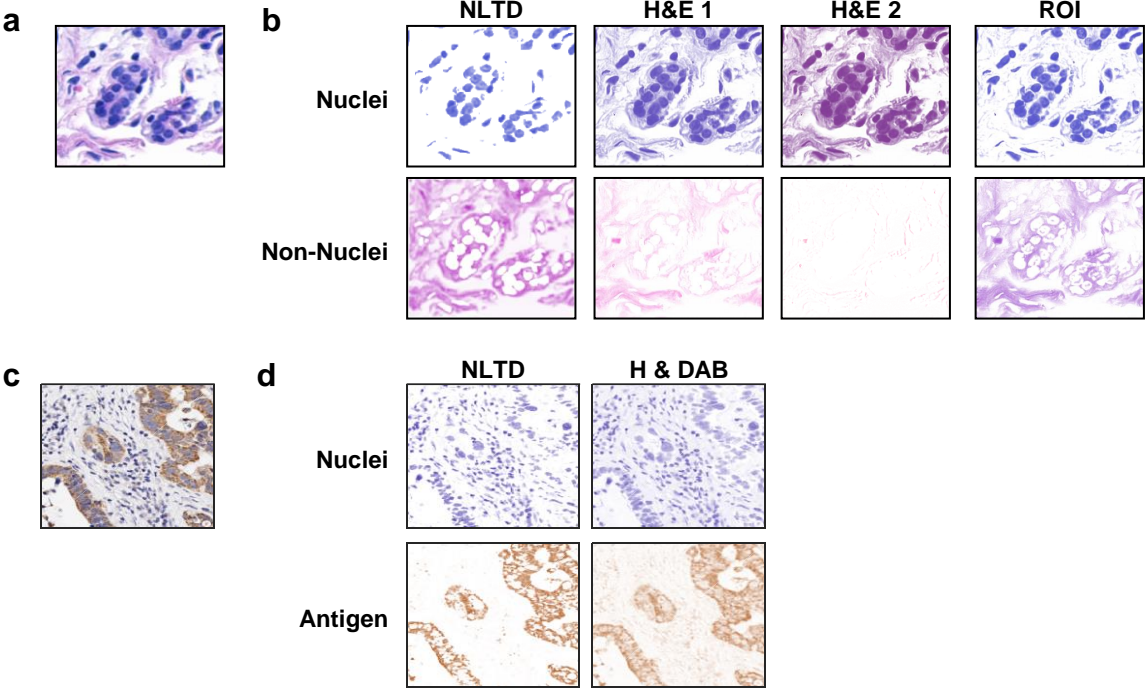 a
b
NLTD H&E 1 H&E 2 ROI
Nuclei
Non-Nuclei
c
d
NLTD H & DAB
Nuclei
Antigen